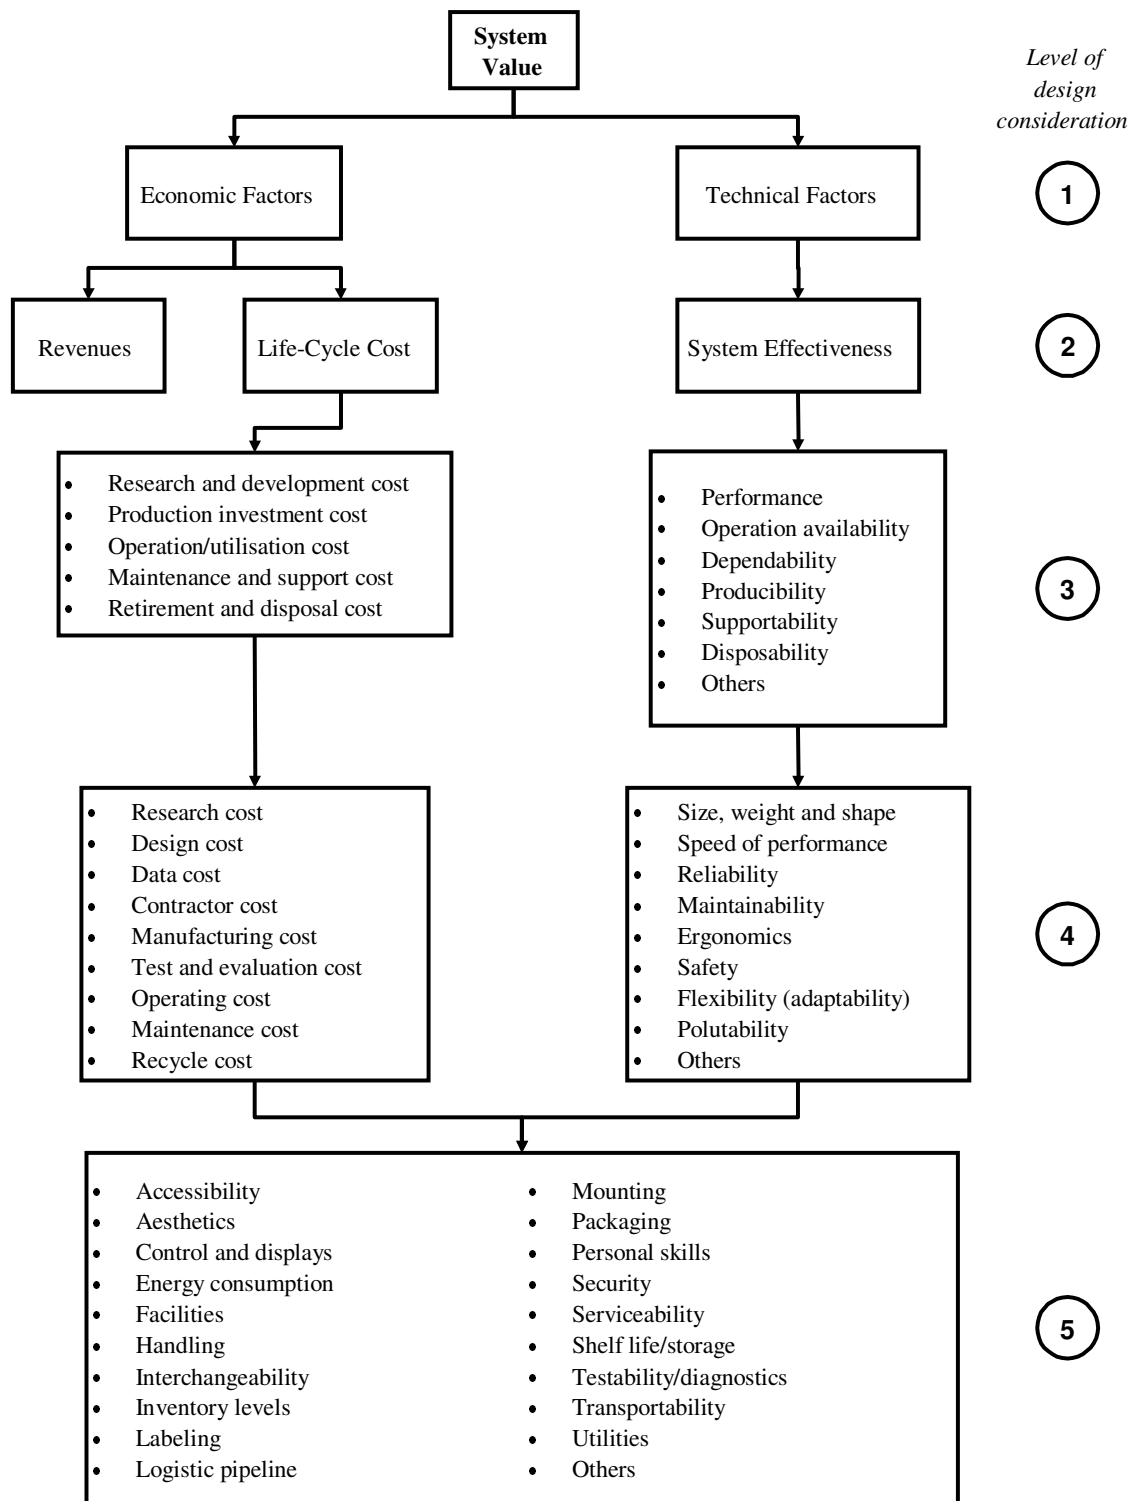 System
Value
Level of
design
consideration
Economic Factors
Technical Factors
1
Revenues
Life-Cycle Cost
System Effectiveness
2
• Research and development cost
• Production investment cost
• Operation/utilisation cost
• Maintenance and support cost
• Retirement and disposal cost
• Performance
• Operation availability
• Dependability
• Producibility
• Supportability
• Disposability
• Others
3
• Research cost
• Design cost
• Data cost
• Contractor cost
• Manufacturing cost
• Test and evaluation cost
• Operating cost
• Maintenance cost
• Recycle cost
• Size, weight and shape
• Speed of performance
• Reliability
• Maintainability
• Ergonomics
• Safety
• Flexibility (adaptability)
• Polutability
• Others
4
• Accessibility
• Aesthetics
• Control and displays
• Energy consumption
• Facilities
• Handling
• Interchangeability
• Inventory levels
• Labeling
• Logistic pipeline
• Mounting
• Packaging
• Personal skills
• Security
• Serviceability
• Shelf life/storage
• Testability/diagnostics
• Transportability
• Utilities
• Others
5